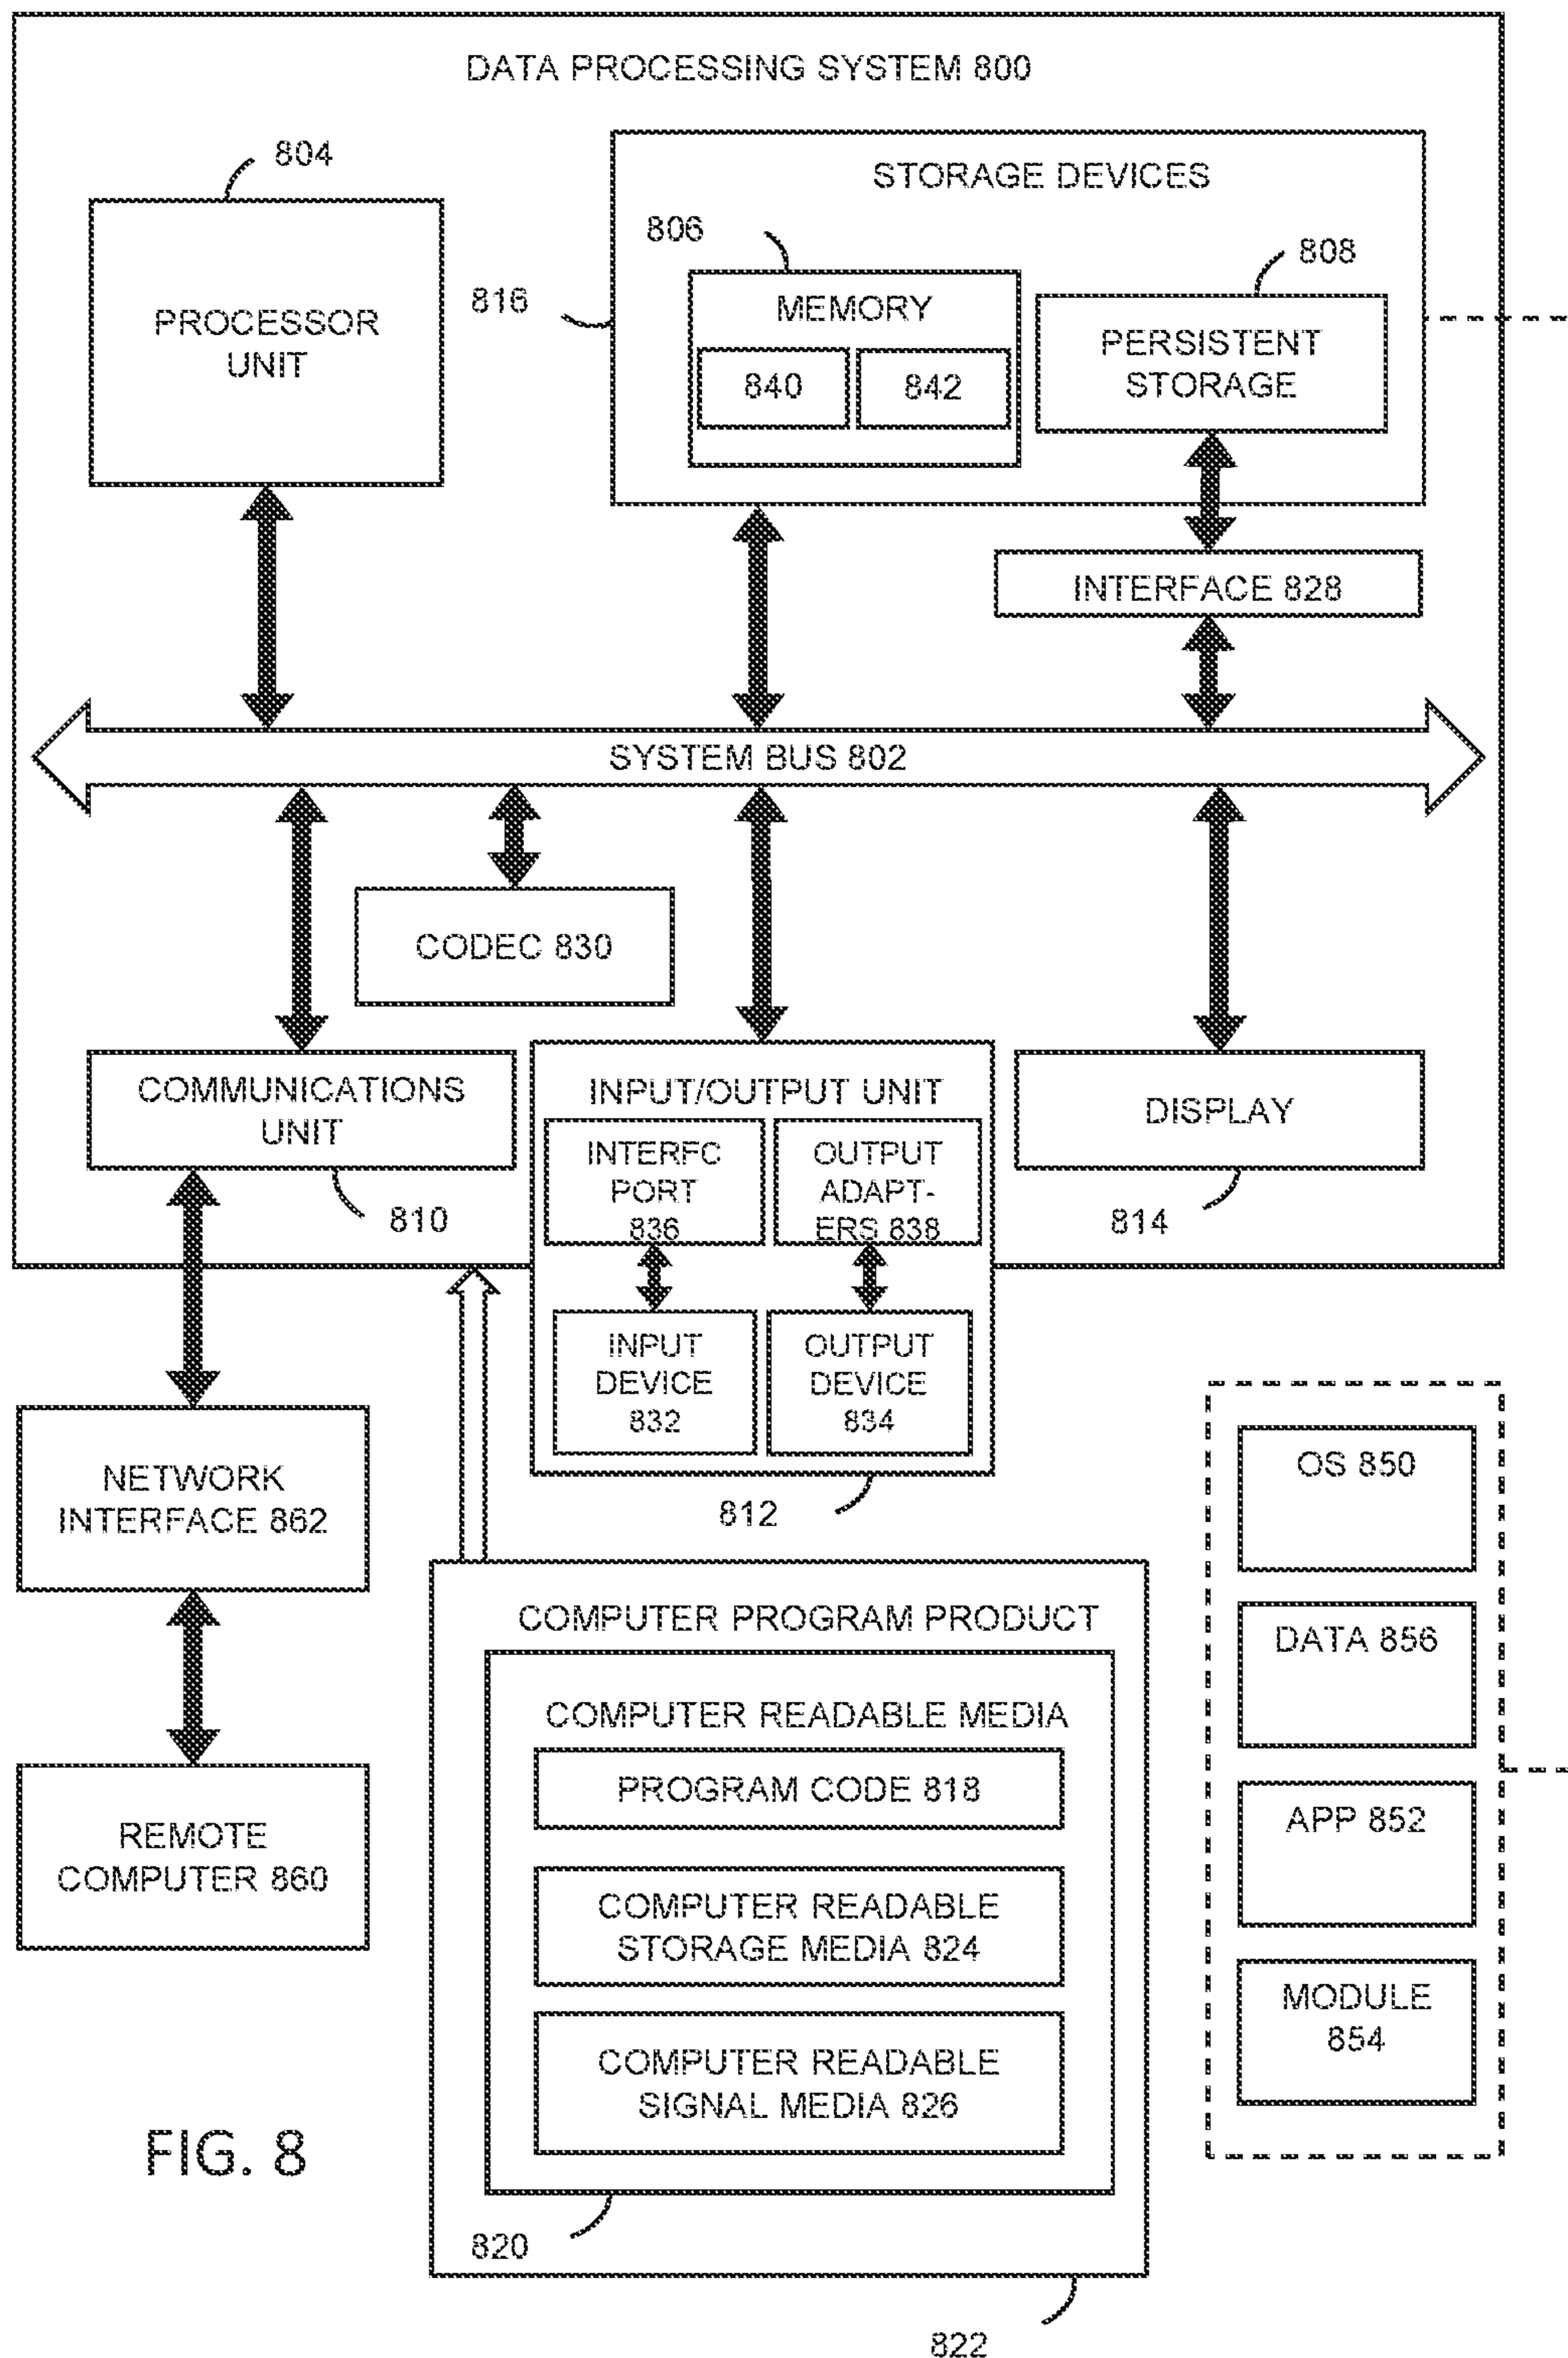 DATA PROCESSING SYSTEM 800
804
STORAGE DEVICES
806
808
816
PROCESSOR
UNIT
MEMORY
840
842
PERSISTENT
STORAGE
INTERFACE 828
SYSTEM BUS 802
CODEC 830
COMMUNICATIONS
UNIT
810
INPUT/OUTPUT UNIT
INTERFC
PORT
836
OUTPUT
ADAPT-
ERS 838
DISPLAY
814
INPUT
DEVICE
832
OUTPUT
DEVICE
834
812
NETWORK
INTERFACE 862
REMOTE
COMPUTER 860
COMPUTER PROGRAM PRODUCT
COMPUTER READABLE MEDIA
PROGRAM CODE 818
COMPUTER READABLE
STORAGE MEDIA 824
COMPUTER READABLE
SIGNAL MEDIA 826
820
822
OS 850
DATA 856
APP 852
MODULE
854
FIG. 8